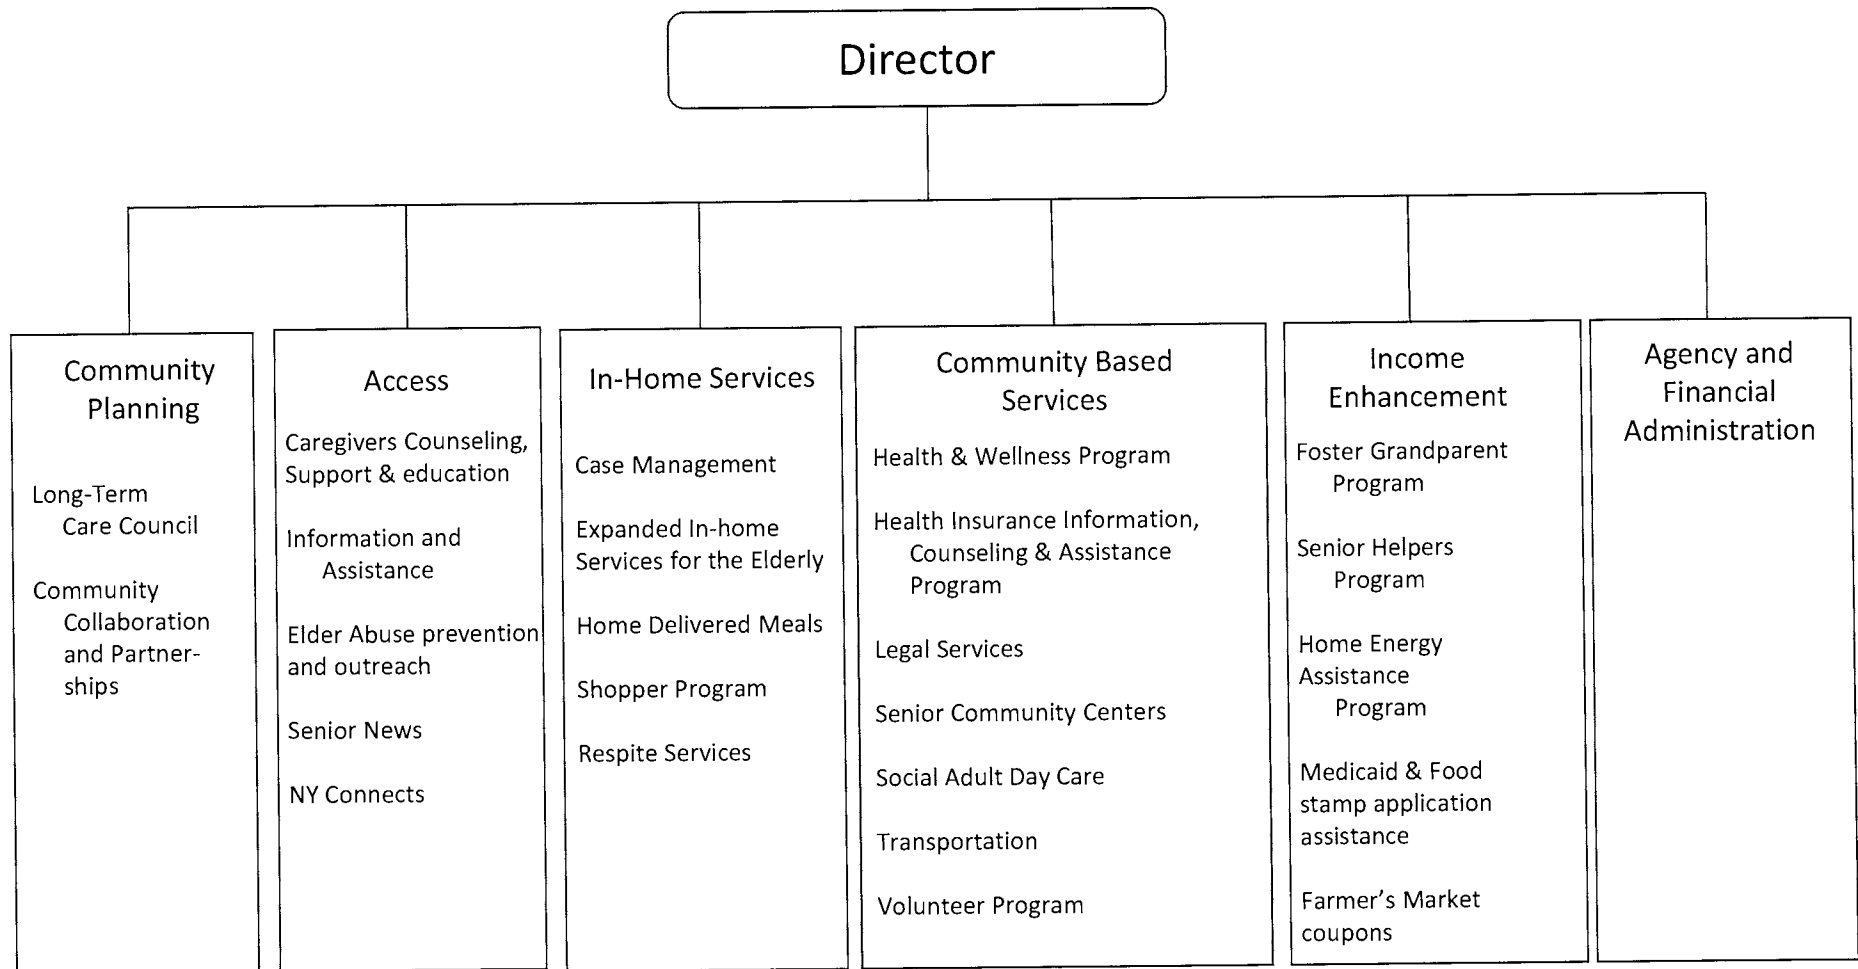 Director
Community
Planning
Long-Term
Care Council
Community
Collaboration
and Partner-
ships
Access
Caregivers Counseling,
Support & education
Information and
Assistance
Elder Abuse prevention
and outreach
Senior News
NY Connects
In-Home Services
Case Management
Expanded In-home
Services for the Elderly
Home Delivered Meals
Shopper Program
Respite Services
Community Based
Services
Health & Wellness Program
Health Insurance Information,
Counseling & Assistance
Program
Legal Services
Senior Community Centers
Social Adult Day Care
Transportation
Volunteer Program
Income
Enhancement
Foster Grandparent
Program
Senior Helpers
Program
Home Energy
Assistance
Program
Medicaid & Food
stamp application
assistance
Farmer's Market
coupons
Agency and
Financial
Administration